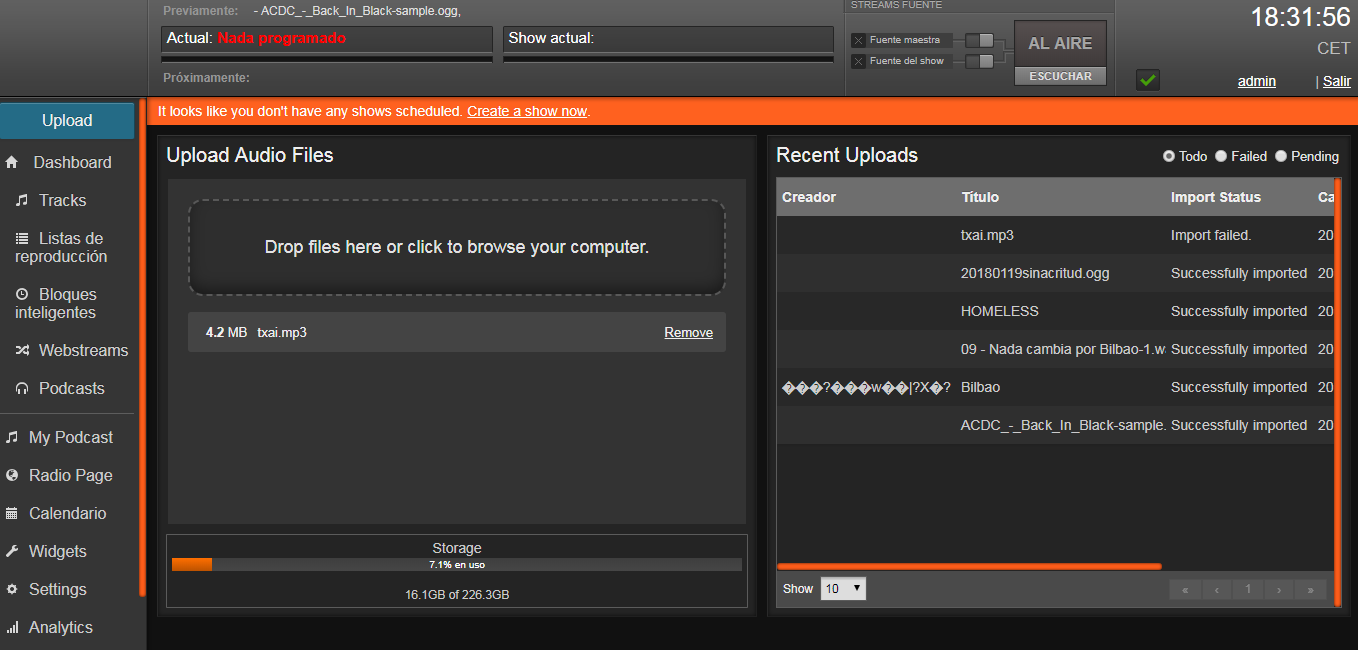 Previamente: - ACDC_-_Back_In_Black-sample.ogg,
Actual: Nada programado
Show actual:
Próximamente:
STREAMS FUENTE
Fuente maestra
Fuente del show
AL AIRE
ESCUCHAR
18:31:56
CET
admin | Salir
Upload
Dashboard
Tracks
Listas de
reproducción
Bloques
inteligentes
Webstreams
Podcasts
My Podcast
Radio Page
Calendario
Widgets
Settings
Analytics
It looks like you don't have any shows scheduled. Create a show now.
Upload Audio Files
Drop files here or click to browse your computer.
4.2 MB txai.mp3 Remove
Storage
7.1% en uso
16.1GB of 226.3GB
Recent Uploads
Todo Failed Pending
Creador Título Import Status Ca
txai.mp3 Import failed. 20
20180119sinacritud.ogg Successfully imported 20
HOMELESS Successfully imported 20
09 - Nada cambia por Bilbao-1.w Successfully imported 20
���?���w��|?X�? Bilbao Successfully imported 20
ACDC_-_Back_In_Black-sample. Successfully imported 20
Show 10
« ‹ 1 › »